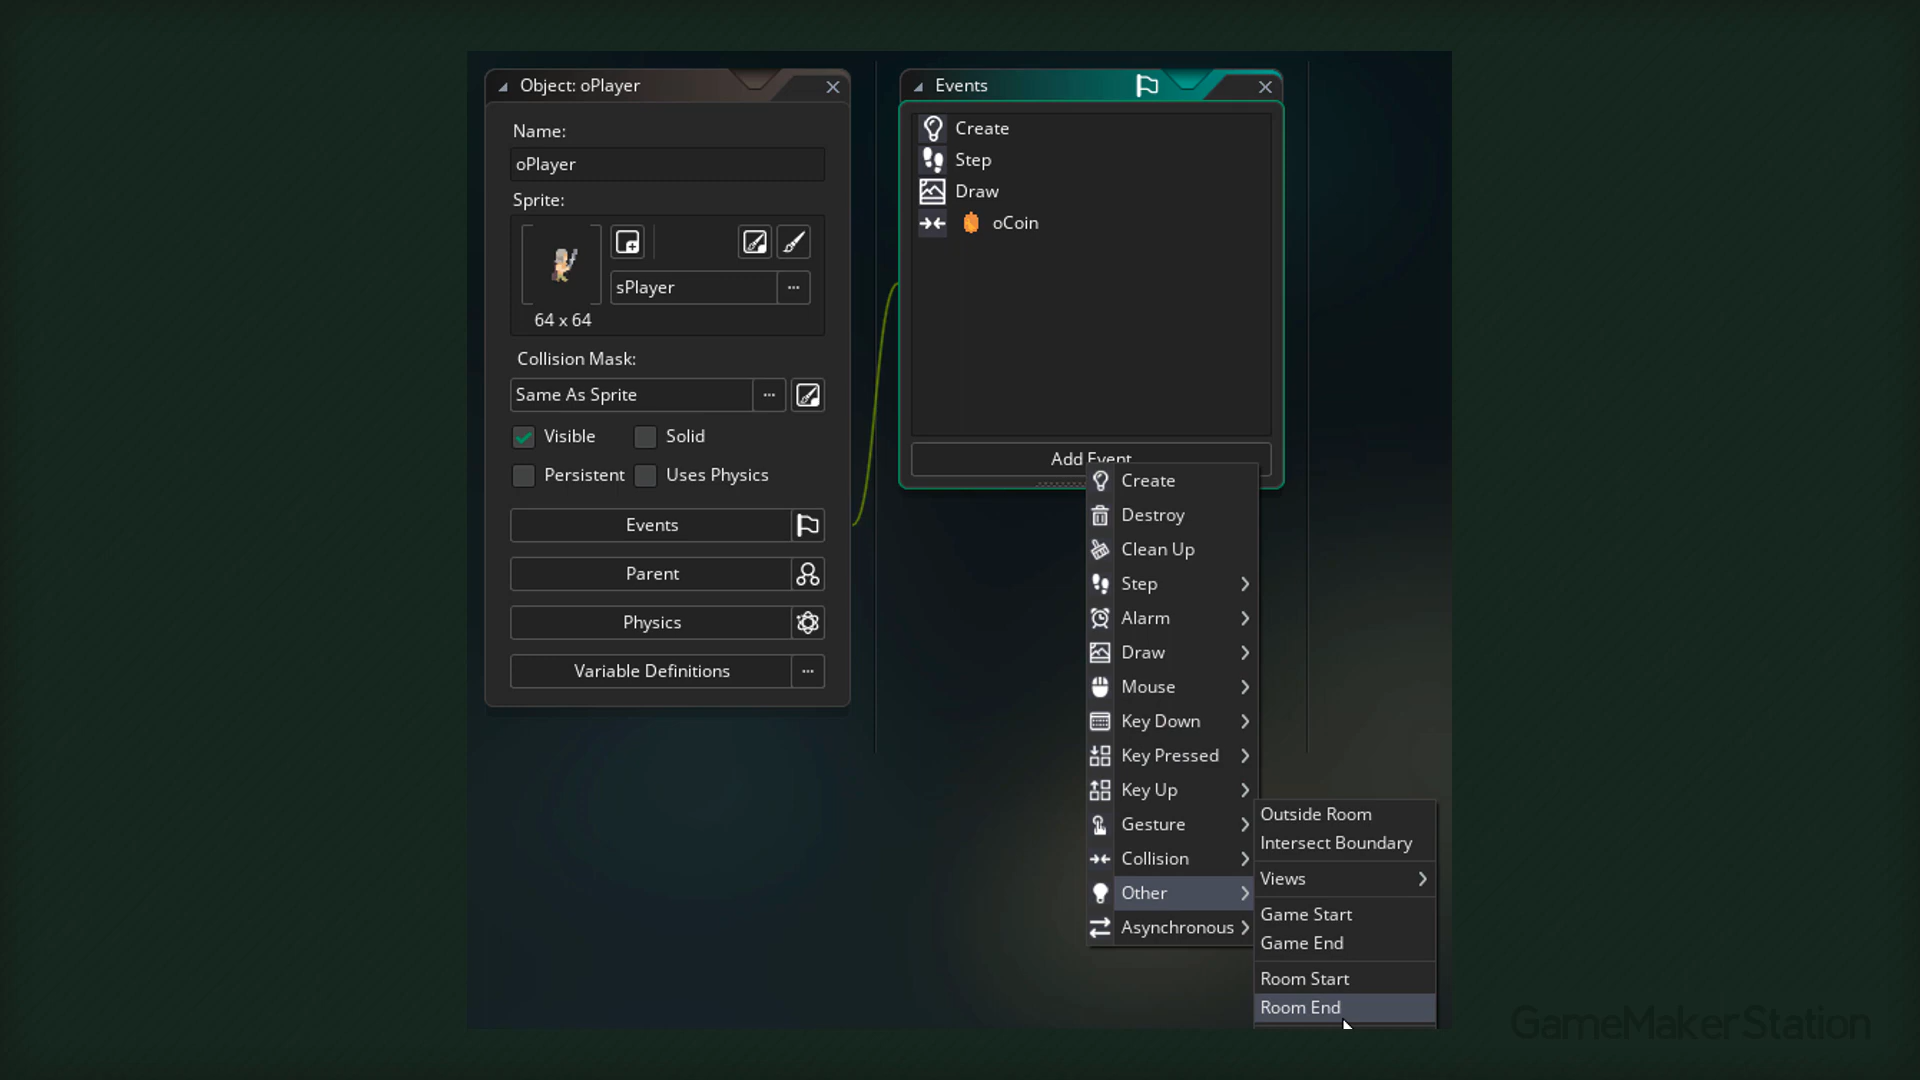 Object: oPlayer
Name:
oPlayer
Sprite:
sPlayer
64 x 64
Collision Mask:
Same As Sprite
Visible
Solid
Persistent
Uses Physics
Events
Parent
Physics
Variable Definitions
Events
Create
Step
Draw
oCoin
Add Event
Create
Destroy
Clean Up
Step
Alarm
Draw
Mouse
Key Down
Key Pressed
Key Up
Gesture
Collision
Other
Asynchronous
Outside Room
Intersect Boundary
Views
Game Start
Game End
Room Start
Room End
GameMakerStation